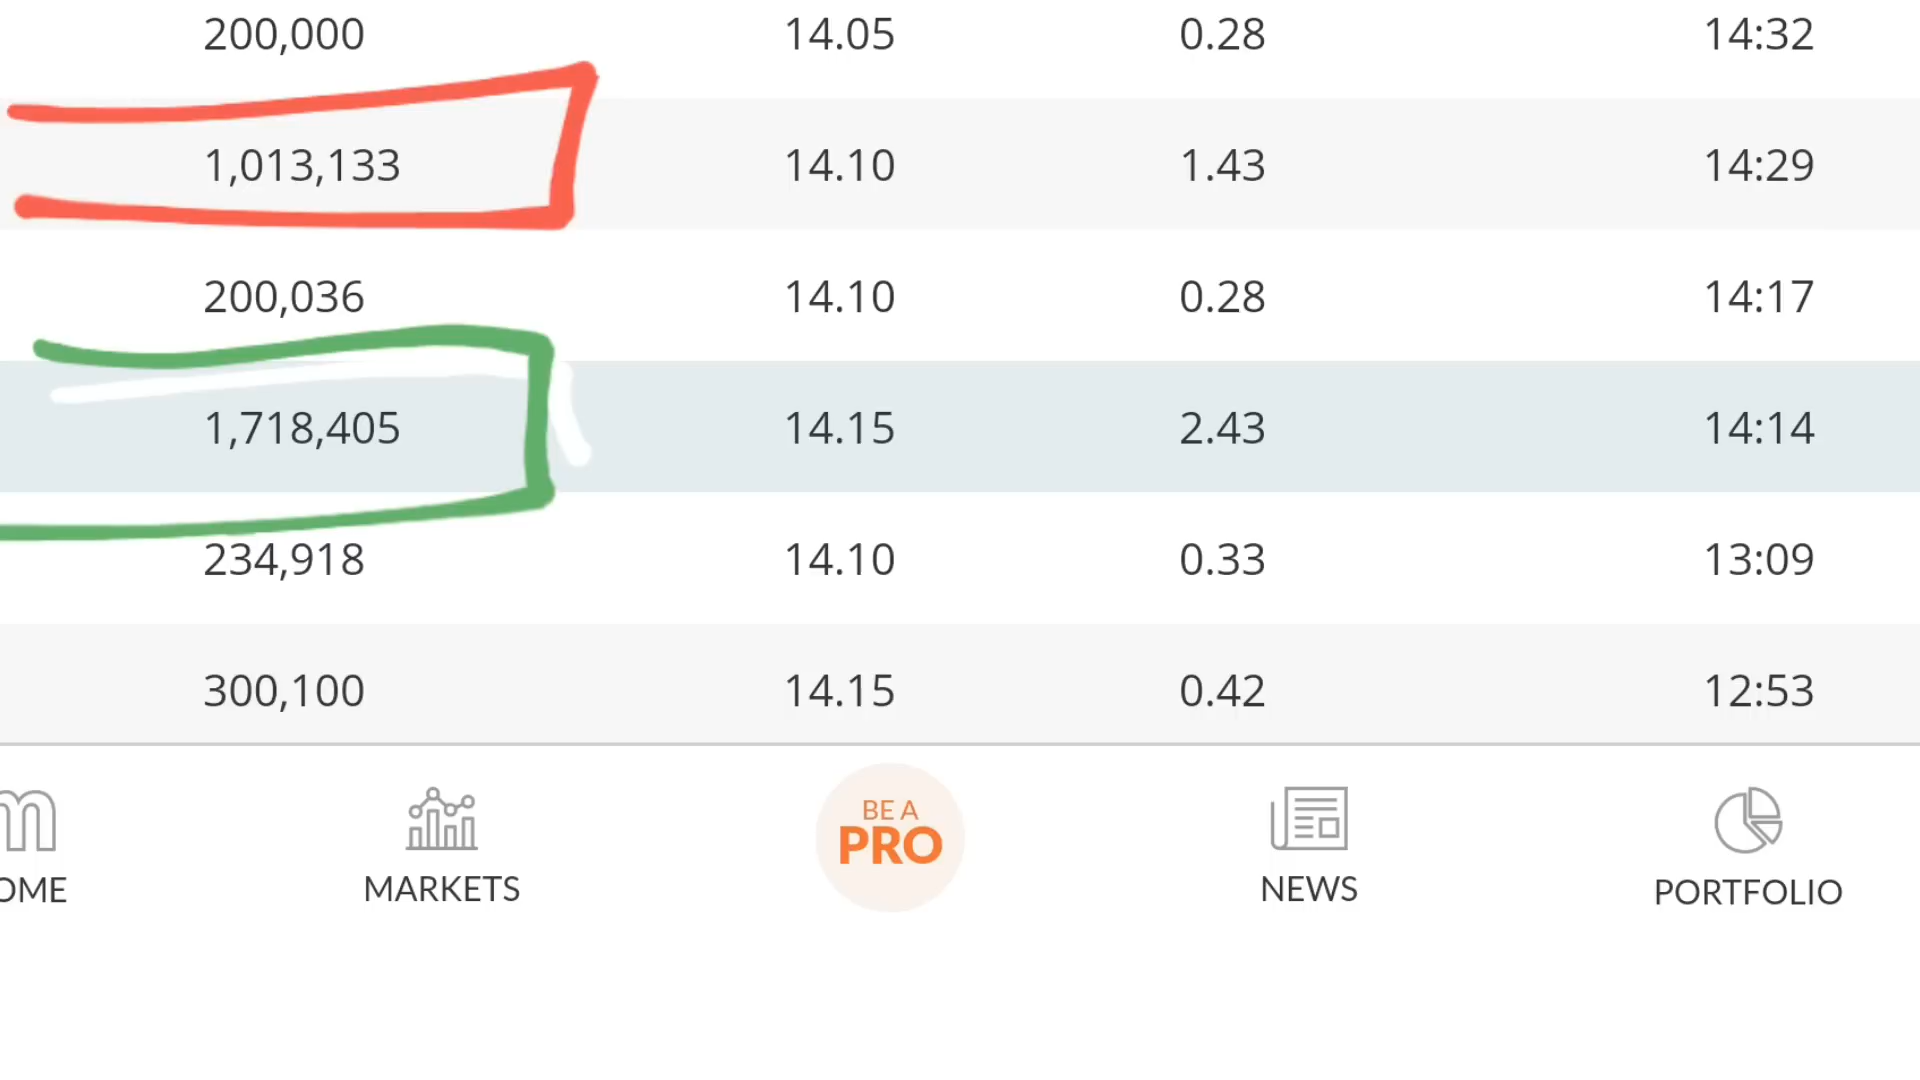 200,000 14.05 0.28 14:32
1,013,133 14.10 1.43 14:29
200,036 14.10 0.28 14:17
1,718,405 14.15 2.43 14:14
234,918 14.10 0.33 13:09
300,100 14.15 0.42 12:53
m
OME
MARKETS
BE A
PRO
NEWS
PORTFOLIO